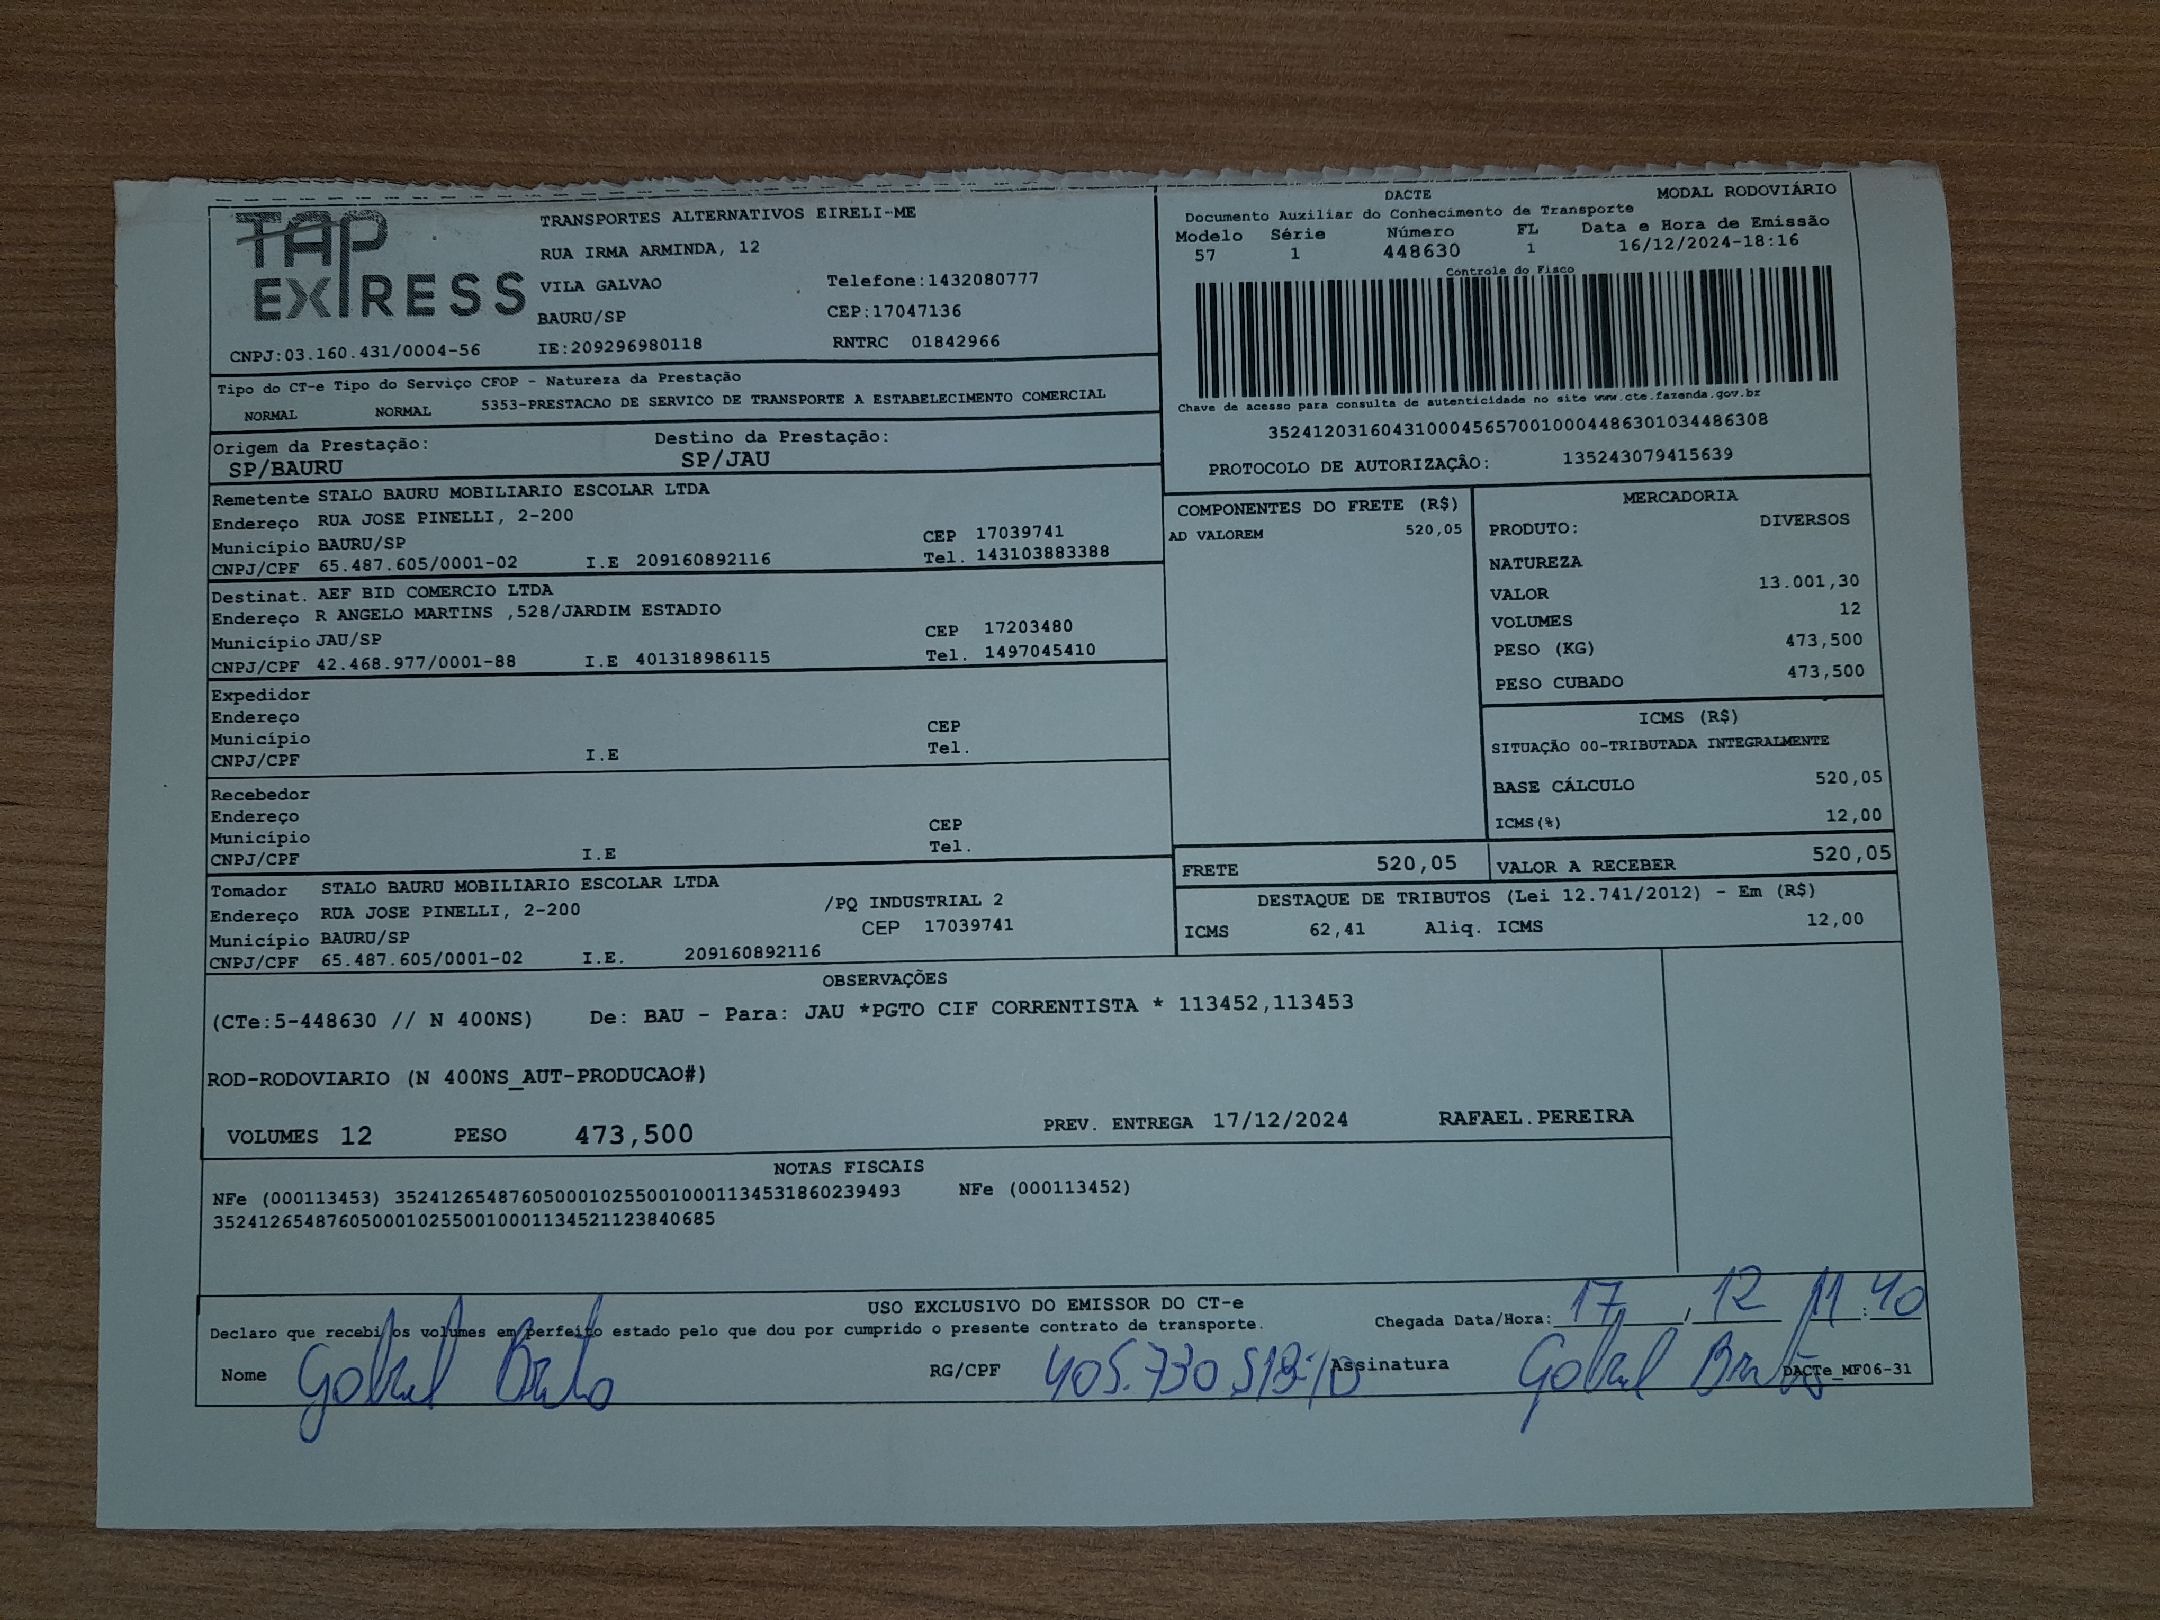 TAP EXPRESS
TRANSPORTES ALTERNATIVOS EIRELI-ME
RUA IRMA ARMINDA, 12
VILA GALVAO Telefone:1432080777
BAURU/SP CEP:17047136
CNPJ:03.160.431/0004-56 IE:209296980118 RNTRC 01842966
DACTE MODAL RODOVIÁRIO
Documento Auxiliar do Conhecimento de Transporte
Modelo Série Número FL Data e Hora de Emissão
57 1 448630 1 16/12/2024-18:16
Controle do Fisco
Chave de acesso para consulta de autenticidade no site www.cte.fazenda.gov.br
35241203160431000456570010004486301034486308
PROTOCOLO DE AUTORIZAÇÃO: 135243079415639
Tipo do CT-e Tipo do Serviço CFOP - Natureza da Prestação
NORMAL NORMAL 5353-PRESTACAO DE SERVICO DE TRANSPORTE A ESTABELECIMENTO COMERCIAL
Origem da Prestação: Destino da Prestação:
SP/BAURU SP/JAU
Remetente STALO BAURU MOBILIARIO ESCOLAR LTDA
Endereço RUA JOSE PINELLI, 2-200
Município BAURU/SP CEP 17039741
CNPJ/CPF 65.487.605/0001-02 I.E 209160892116 Tel. 143103883388
Destinat. AEF BID COMERCIO LTDA
Endereço R ANGELO MARTINS ,528/JARDIM ESTADIO
Município JAU/SP CEP 17203480
CNPJ/CPF 42.468.977/0001-88 I.E 401318986115 Tel. 1497045410
Expedidor
Endereço
Município CEP
CNPJ/CPF I.E Tel.
Recebedor
Endereço
Município CEP
CNPJ/CPF I.E Tel.
Tomador STALO BAURU MOBILIARIO ESCOLAR LTDA
Endereço RUA JOSE PINELLI, 2-200 /PQ INDUSTRIAL 2
Município BAURU/SP CEP 17039741
CNPJ/CPF 65.487.605/0001-02 I.E. 209160892116
COMPONENTES DO FRETE (R$)
AD VALOREM 520,05
MERCADORIA
PRODUTO: DIVERSOS
NATUREZA
VALOR 13.001,30
VOLUMES 12
PESO (KG) 473,500
PESO CUBADO 473,500
ICMS (R$)
SITUAÇÃO 00-TRIBUTADA INTEGRALMENTE
BASE CÁLCULO 520,05
ICMS(%) 12,00
FRETE 520,05 VALOR A RECEBER 520,05
DESTAQUE DE TRIBUTOS (Lei 12.741/2012) - Em (R$)
ICMS 62,41 Aliq. ICMS 12,00
OBSERVAÇÕES
(CTe:5-448630 // N 400NS) De: BAU - Para: JAU *PGTO CIF CORRENTISTA * 113452,113453
ROD-RODOVIARIO (N 400NS_AUT-PRODUCAO#)
VOLUMES 12 PESO 473,500 PREV. ENTREGA 17/12/2024 RAFAEL.PEREIRA
NOTAS FISCAIS
NFe (000113453) 35241265487605000102550010001134531860239493 NFe (000113452)
35241265487605000102550010001134521123840685
USO EXCLUSIVO DO EMISSOR DO CT-e
Declaro que recebi os volumes em perfeito estado pelo que dou por cumprido o presente contrato de transporte. Chegada Data/Hora: 17 / 12 11:40
Nome Gabriel RG/CPF 405.730 Assinatura Gabriel
DACTe_MF06-31